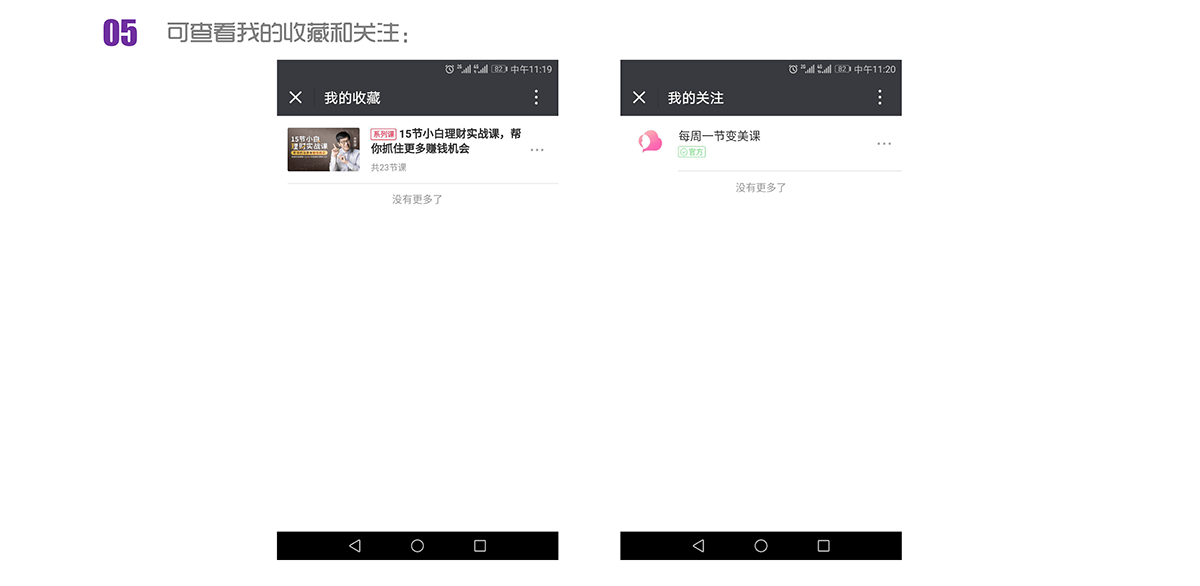 05 可查看我的收藏和关注：
2G 4G 82 中午11:19
我的收藏
15节小白
理财实战课
系列课 15节小白理财实战课，帮
你抓住更多赚钱机会
共23节课
没有更多了
2G 4G 82 中午11:20
我的关注
每周一节变美课
官方
没有更多了